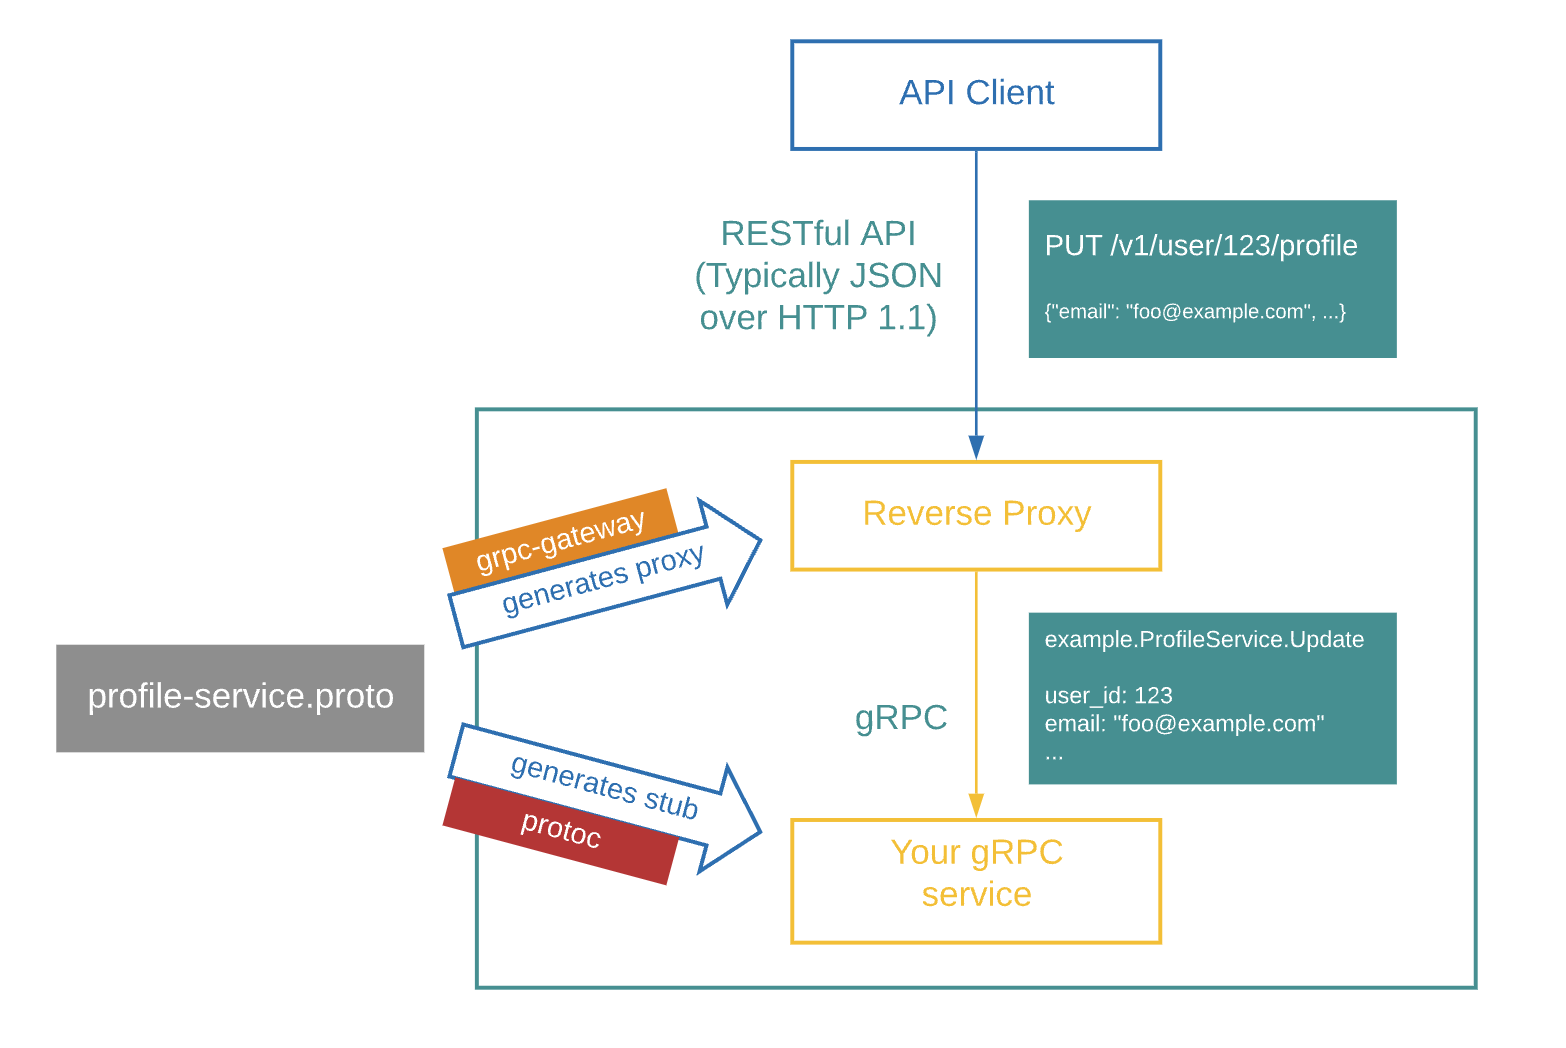 API Client
RESTful API
(Typically JSON
over HTTP 1.1)
PUT /v1/user/123/profile
{"email": "foo@example.com", ...}
Reverse Proxy
grpc-gateway
generates proxy
profile-service.proto
generates stub
protoc
gRPC
example.ProfileService.Update
user_id: 123
email: "foo@example.com"
...
Your gRPC
service